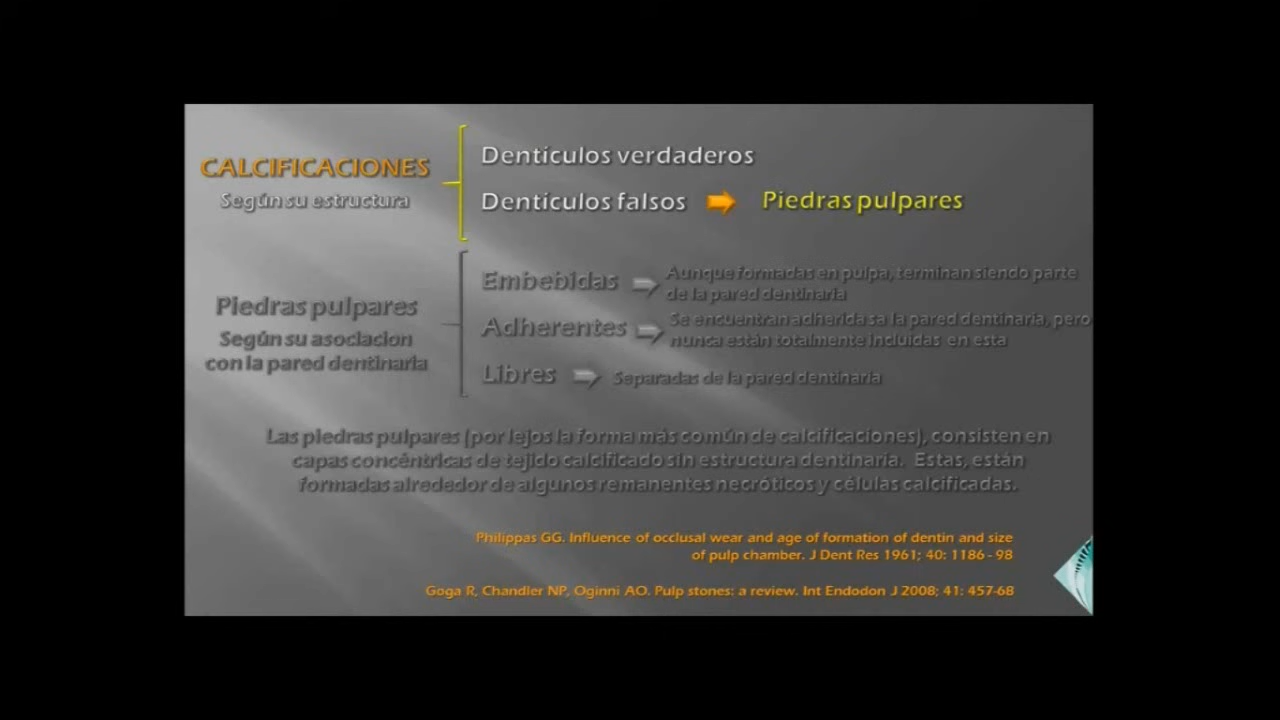 CALCIFICACIONES
Según su estructura
Dentículos verdaderos
Dentículos falsos
Piedras pulpares
Piedras pulpares
Según su asociacion
con la pared dentinaria
Embebidas
Aunque formadas en pulpa, terminan siendo parte
de la pared dentinaria
Adherentes
Se encuentran adherida sa la pared dentinaria, pero
nunca están totalmente incluidas en esta
Libres
Separadas de la pared dentinaria
Las piedras pulpares (por lejos la forma más común de calcificaciones), consisten en
capas concéntricas de tejido calcificado sin estructura dentinaria. Estas, están
formadas alrededor de algunos remanentes necróticos y células calcificadas.
Philippas GG. Influence of occlusal wear and age of formation of dentin and size
of pulp chamber. J Dent Res 1961; 40: 1186 - 98
Goga R, Chandler NP, Oginni AO. Pulp stones: a review. Int Endodon J 2008; 41: 457-68